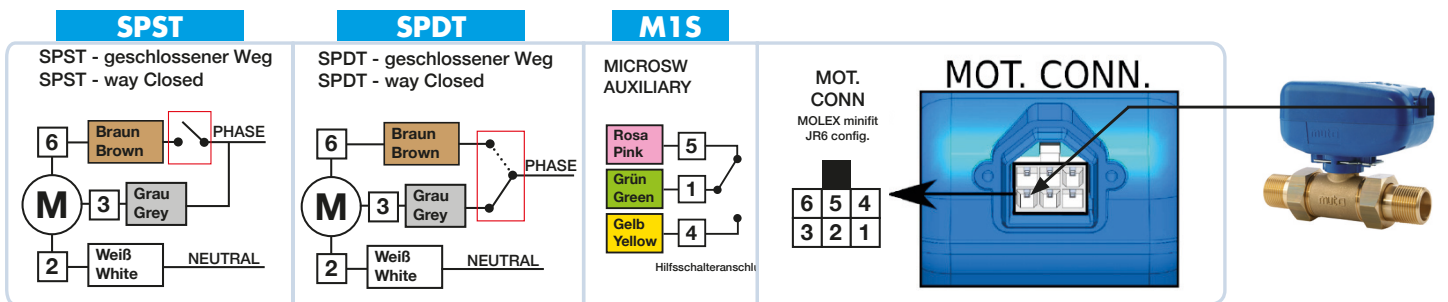 SPST
SPST - geschlossener Weg
SPST - way Closed
6
Braun
Brown
PHASE
M
3
Grau
Grey
2
Weiß
White
NEUTRAL
SPDT
SPDT - geschlossener Weg
SPDT - way Closed
6
Braun
Brown
PHASE
M
3
Grau
Grey
2
Weiß
White
NEUTRAL
M1S
MICROSW
AUXILIARY
Rosa
Pink
5
Grün
Green
1
Gelb
Yellow
4
Hilfsschalteranschlu
MOT.
CONN
MOLEX minifit
JR6 config.
6 5 4
3 2 1
MOT. CONN.
mut